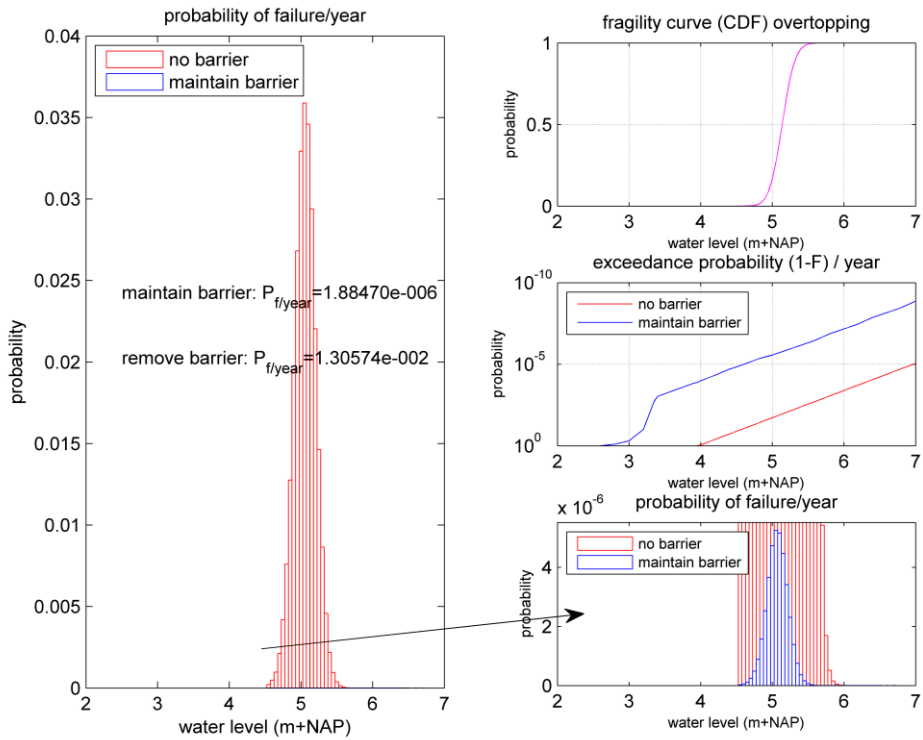 probability of failure/year
0.04
0.035
0.03
0.025
0.02
0.015
0.01
0.005
0
probability
no barrier
maintain barrier
maintain barrier: P_f/year=1.88470e-006
remove barrier: P_f/year=1.30574e-002
2 3 4 5 6 7
water level (m+NAP)
fragility curve (CDF) overtopping
1
0.5
0
probability
2 3 4 5 6 7
water level (m+NAP)
exceedance probability (1-F) / year
10^-10
10^-5
10^0
probability
no barrier
maintain barrier
2 3 4 5 6 7
water level (m+NAP)
probability of failure/year
x 10^-6
4
2
0
probability
no barrier
maintain barrier
2 3 4 5 6 7
water level (m+NAP)